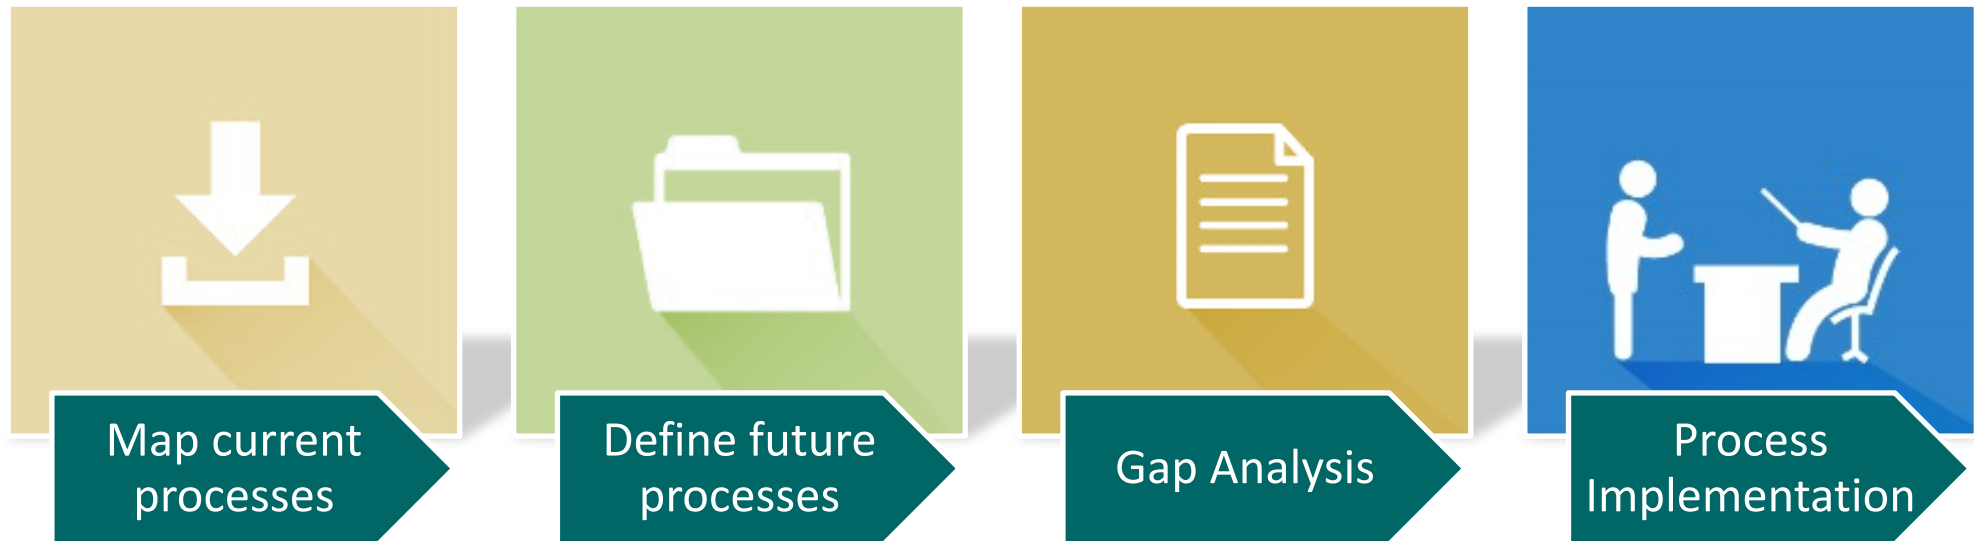 Map current
processes
Define future
processes
Gap Analysis
Process
Implementation